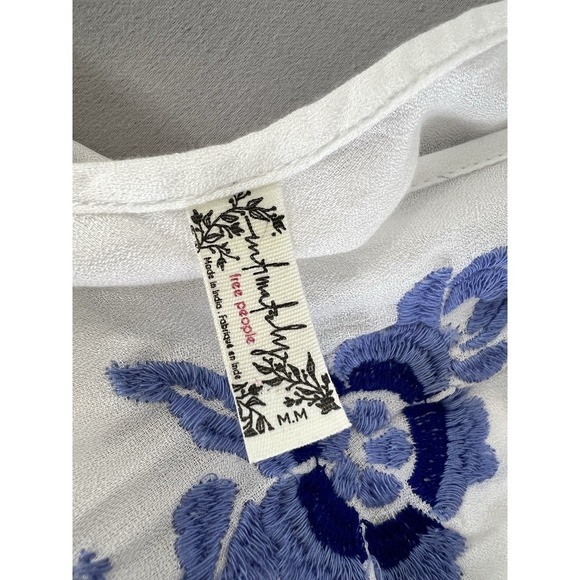 Intimately
free people
Made in India . Fabriqué en Inde
M.M